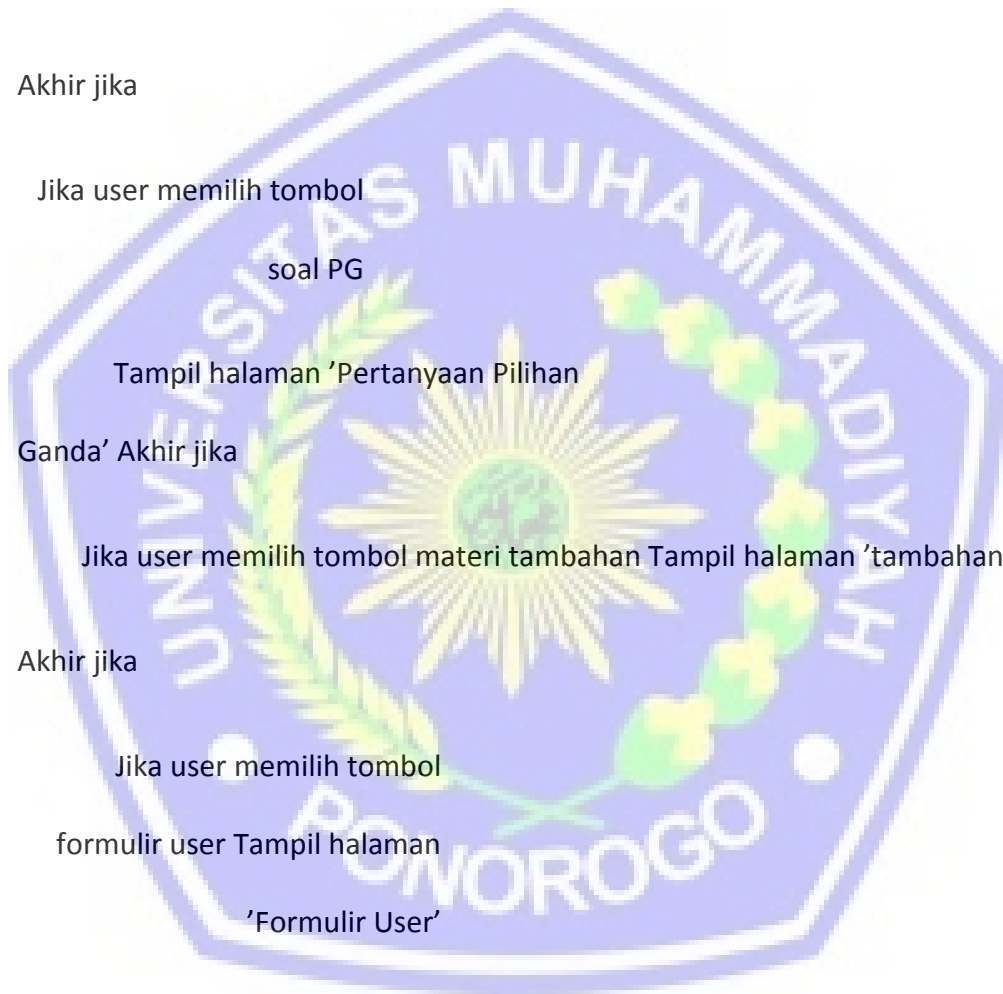 Akhir jika
Jika user memilih tombol
soal PG
Tampil halaman ’Pertanyaan Pilihan
Ganda’ Akhir jika
Jika user memilih tombol materi tambahan Tampil halaman ’tambahan
Akhir jika
Jika user memilih tombol
formulir user Tampil halaman
’Formulir User’
UNIVERSITAS MUHAMMADIYAH
PONOROGO